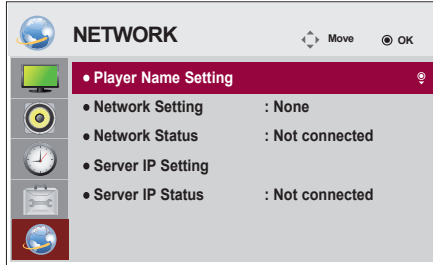 NETWORK Move OK
● Player Name Setting
● Network Setting : None
● Network Status : Not connected
● Server IP Setting
● Server IP Status : Not connected